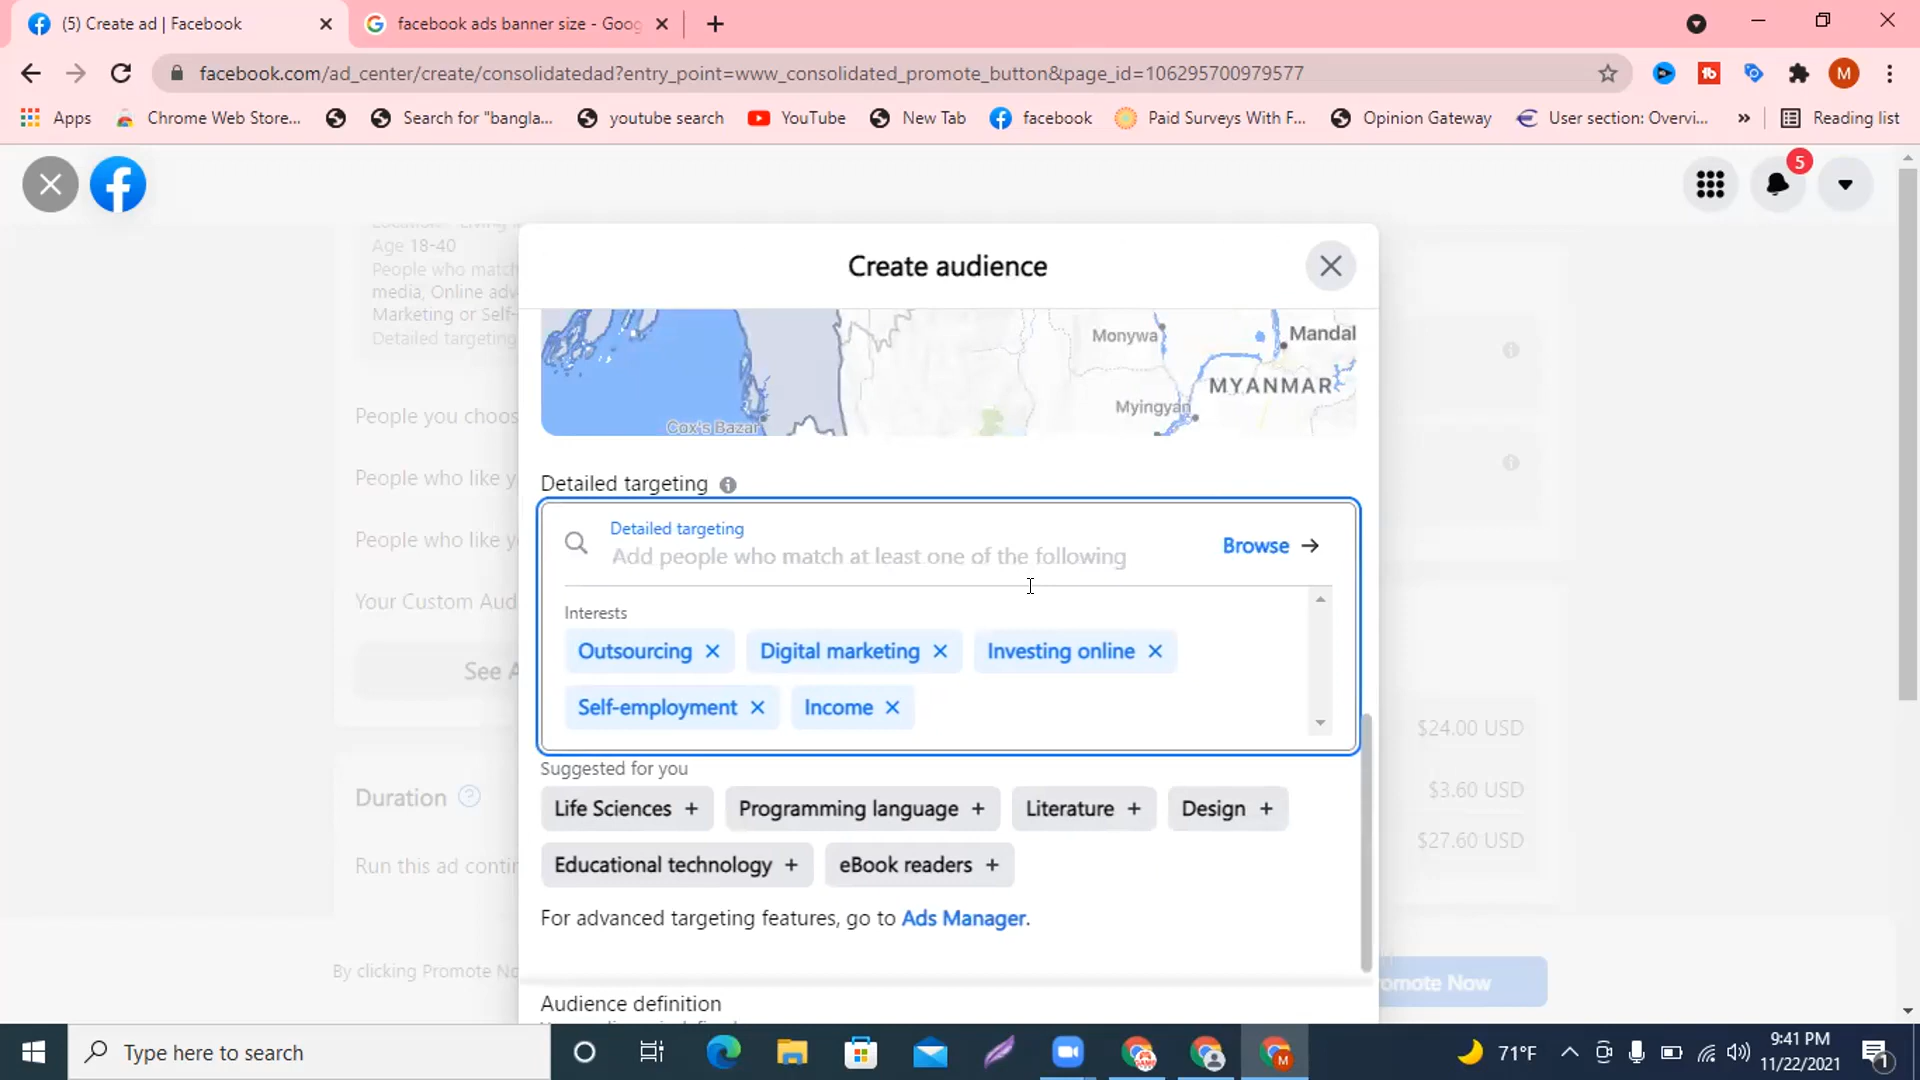 (5) Create ad | Facebook
facebook ads banner size - Goog
facebook.com/ad_center/create/consolidatedad?entry_point=www_consolidated_promote_button&page_id=106295700979577
M
Apps
Chrome Web Store...
Search for "bangla...
youtube search
YouTube
New Tab
facebook
Paid Surveys With F...
Opinion Gateway
User section: Overvi...
Reading list
5
Create audience
Age 18-40
People who match
media, Online adv
Marketing or Self-
Detailed targeting
People you choos
People who like y
People who like yo
Your Custom Aud
See A
Duration
Run this ad contin
By clicking Promote No
Monywa
Mandal
MYANMAR
Myingyan
Cox's Bazar
Detailed targeting
Detailed targeting
Add people who match at least one of the following
Browse
Interests
Outsourcing
Digital marketing
Investing online
Self-employment
Income
Suggested for you
Life Sciences +
Programming language +
Literature +
Design +
Educational technology +
eBook readers +
For advanced targeting features, go to Ads Manager.
Audience definition
$24.00 USD
$3.60 USD
$27.60 USD
omote Now
Type here to search
71°F
9:41 PM
11/22/2021
1